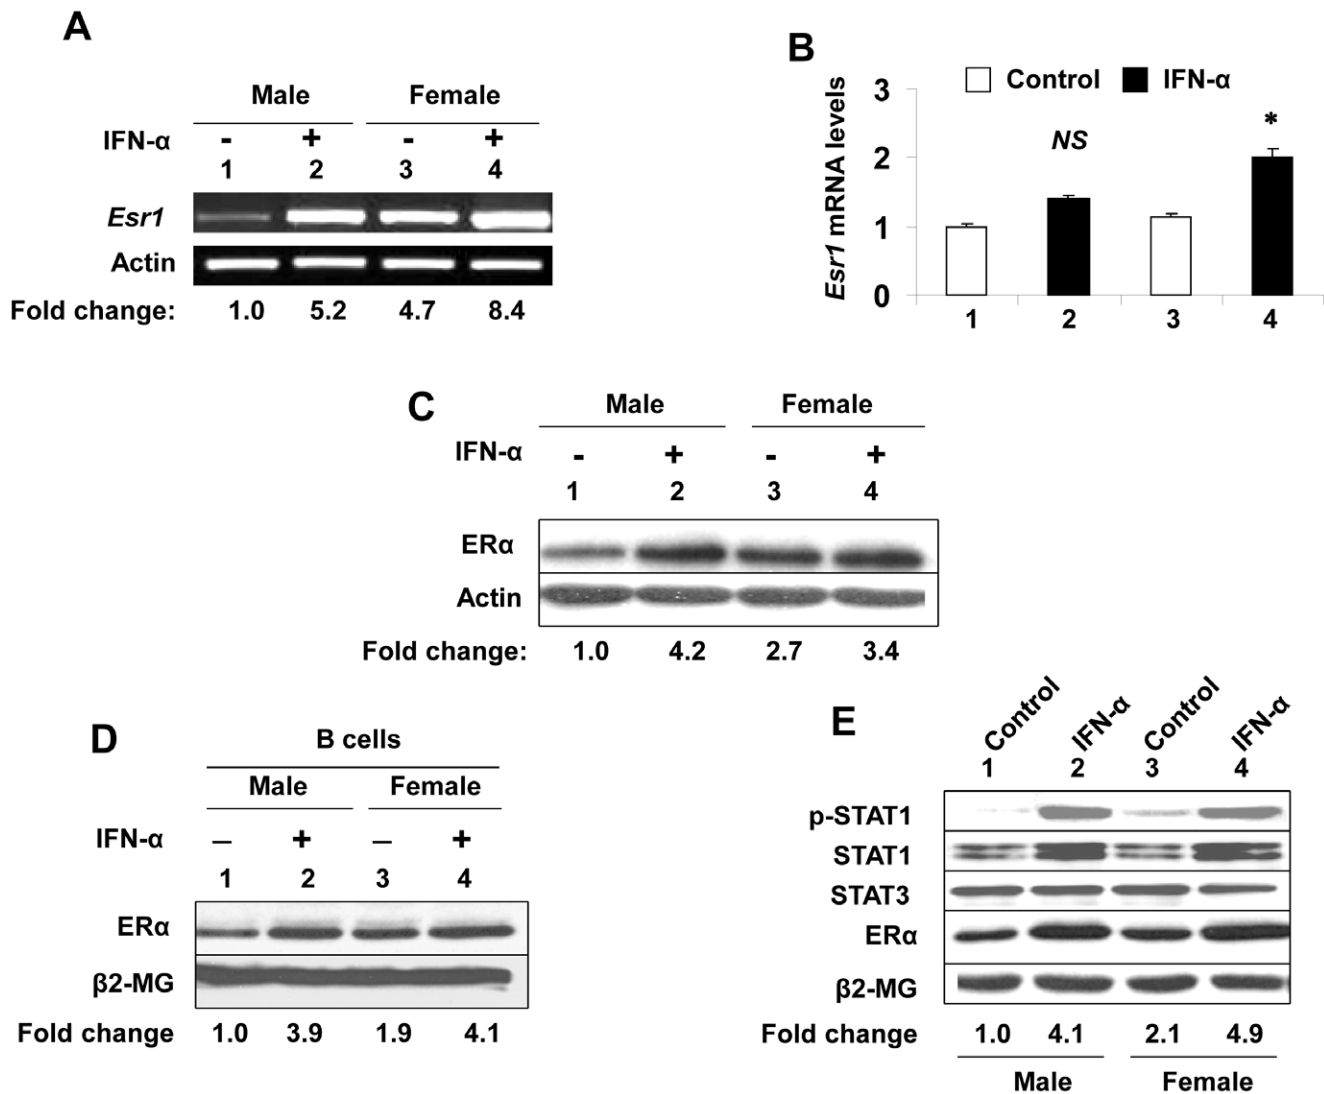 A
Male Female
IFN-α - + - +
1 2 3 4
Esr1
Actin
Fold change: 1.0 5.2 4.7 8.4
B
Control IFN-α
Esr1 mRNA levels
3
2
1
0
NS
*
1 2 3 4
C
Male Female
IFN-α - + - +
1 2 3 4
ERα
Actin
Fold change: 1.0 4.2 2.7 3.4
D
B cells
Male Female
IFN-α – + – +
1 2 3 4
ERα
β2-MG
Fold change 1.0 3.9 1.9 4.1
E
Control IFN-α Control IFN-α
1 2 3 4
p-STAT1
STAT1
STAT3
ERα
β2-MG
Fold change 1.0 4.1 2.1 4.9
Male Female